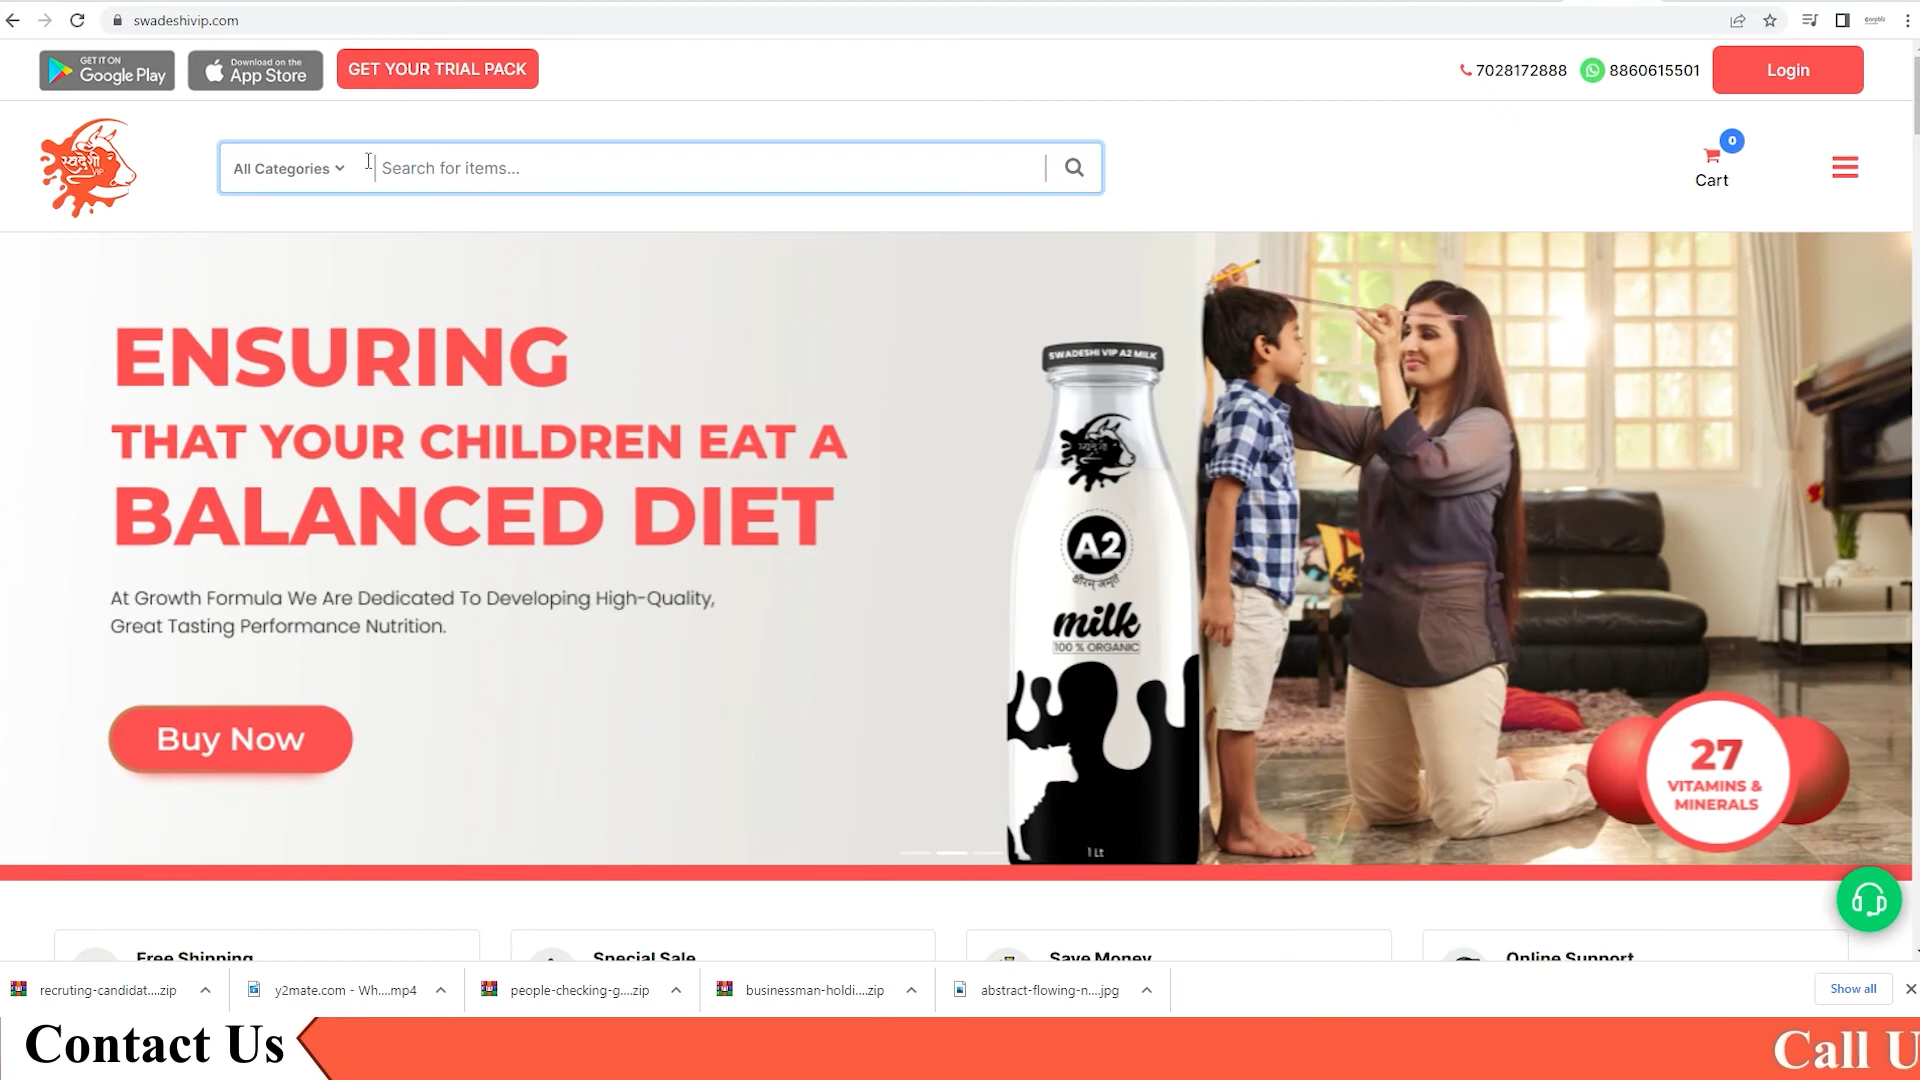 swadeshivip.com
GET IT ON
Google Play
Download on the
App Store
GET YOUR TRIAL PACK
7028172888
8860615501
Login
स्वदेशी
VIP
All Categories
Search for items...
0
Cart
ENSURING
THAT YOUR CHILDREN EAT A
BALANCED DIET
At Growth Formula We Are Dedicated To Developing High-Quality,
Great Tasting Performance Nutrition.
Buy Now
SWADESHI VIP A2 MILK
A2
क्षीरम् अमृतं
milk
100 % ORGANIC
1 Lt
27
VITAMINS &
MINERALS
Free Shipping
Special Sale
Save Money
Online Support
recruting-candidat....zip
y2mate.com - Wh....mp4
people-checking-g....zip
businessman-holdi....zip
abstract-flowing-n....jpg
Show all
Contact Us
Call U